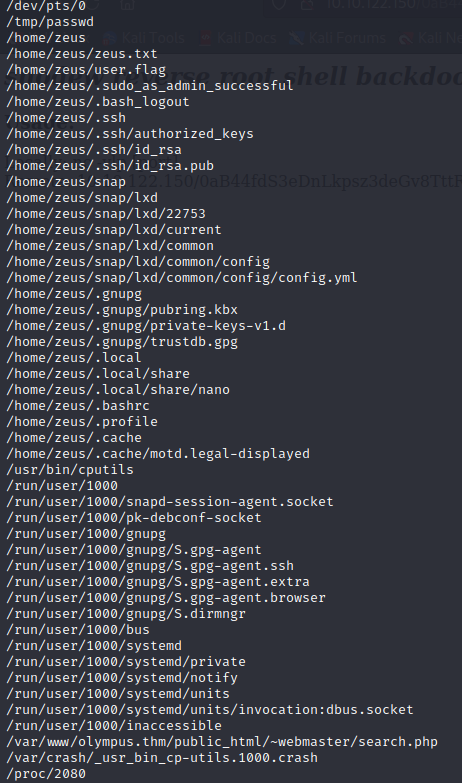 /dev/pts/0
/tmp/passwd
/home/zeus
/home/zeus/zeus.txt
/home/zeus/user.flag
/home/zeus/.sudo_as_admin_successful
/home/zeus/.bash_logout
/home/zeus/.ssh
/home/zeus/.ssh/authorized_keys
/home/zeus/.ssh/id_rsa
/home/zeus/.ssh/id_rsa.pub
/home/zeus/snap
/home/zeus/snap/lxd
/home/zeus/snap/lxd/22753
/home/zeus/snap/lxd/current
/home/zeus/snap/lxd/common
/home/zeus/snap/lxd/common/config
/home/zeus/snap/lxd/common/config/config.yml
/home/zeus/.gnupg
/home/zeus/.gnupg/pubring.kbx
/home/zeus/.gnupg/private-keys-v1.d
/home/zeus/.gnupg/trustdb.gpg
/home/zeus/.local
/home/zeus/.local/share
/home/zeus/.local/share/nano
/home/zeus/.bashrc
/home/zeus/.profile
/home/zeus/.cache
/home/zeus/.cache/motd.legal-displayed
/usr/bin/cputils
/run/user/1000
/run/user/1000/snapd-session-agent.socket
/run/user/1000/pk-debconf-socket
/run/user/1000/gnupg
/run/user/1000/gnupg/S.gpg-agent
/run/user/1000/gnupg/S.gpg-agent.ssh
/run/user/1000/gnupg/S.gpg-agent.extra
/run/user/1000/gnupg/S.gpg-agent.browser
/run/user/1000/gnupg/S.dirmngr
/run/user/1000/bus
/run/user/1000/systemd
/run/user/1000/systemd/private
/run/user/1000/systemd/notify
/run/user/1000/systemd/units
/run/user/1000/systemd/units/invocation:dbus.socket
/run/user/1000/inaccessible
/var/www/olympus.thm/public_html/~webmaster/search.php
/var/crash/_usr_bin_cp-utils.1000.crash
/proc/2080